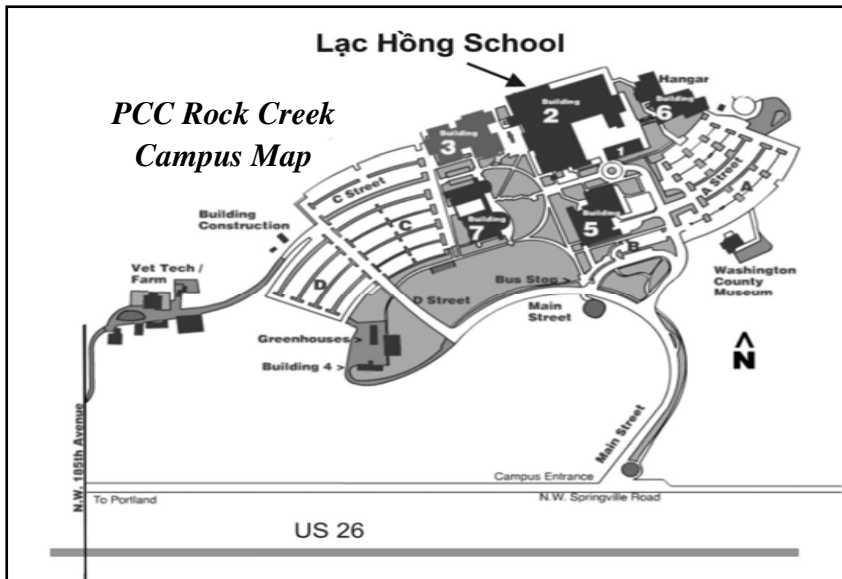 Lạc Hồng School
PCC Rock Creek
Campus Map
Hangar
Building
2
Building
6
Building
3
1
A Street
A
C Street
C
Building
7
Building
5
B
Building
Construction
Vet Tech /
Farm
D
D Street
Bus Stop >
Main
Street
Washington
County
Museum
Greenhouses >
Building 4 >
N
Main Street
N.W. 185th Avenue
Campus Entrance
To Portland
N.W. Springville Road
US 26